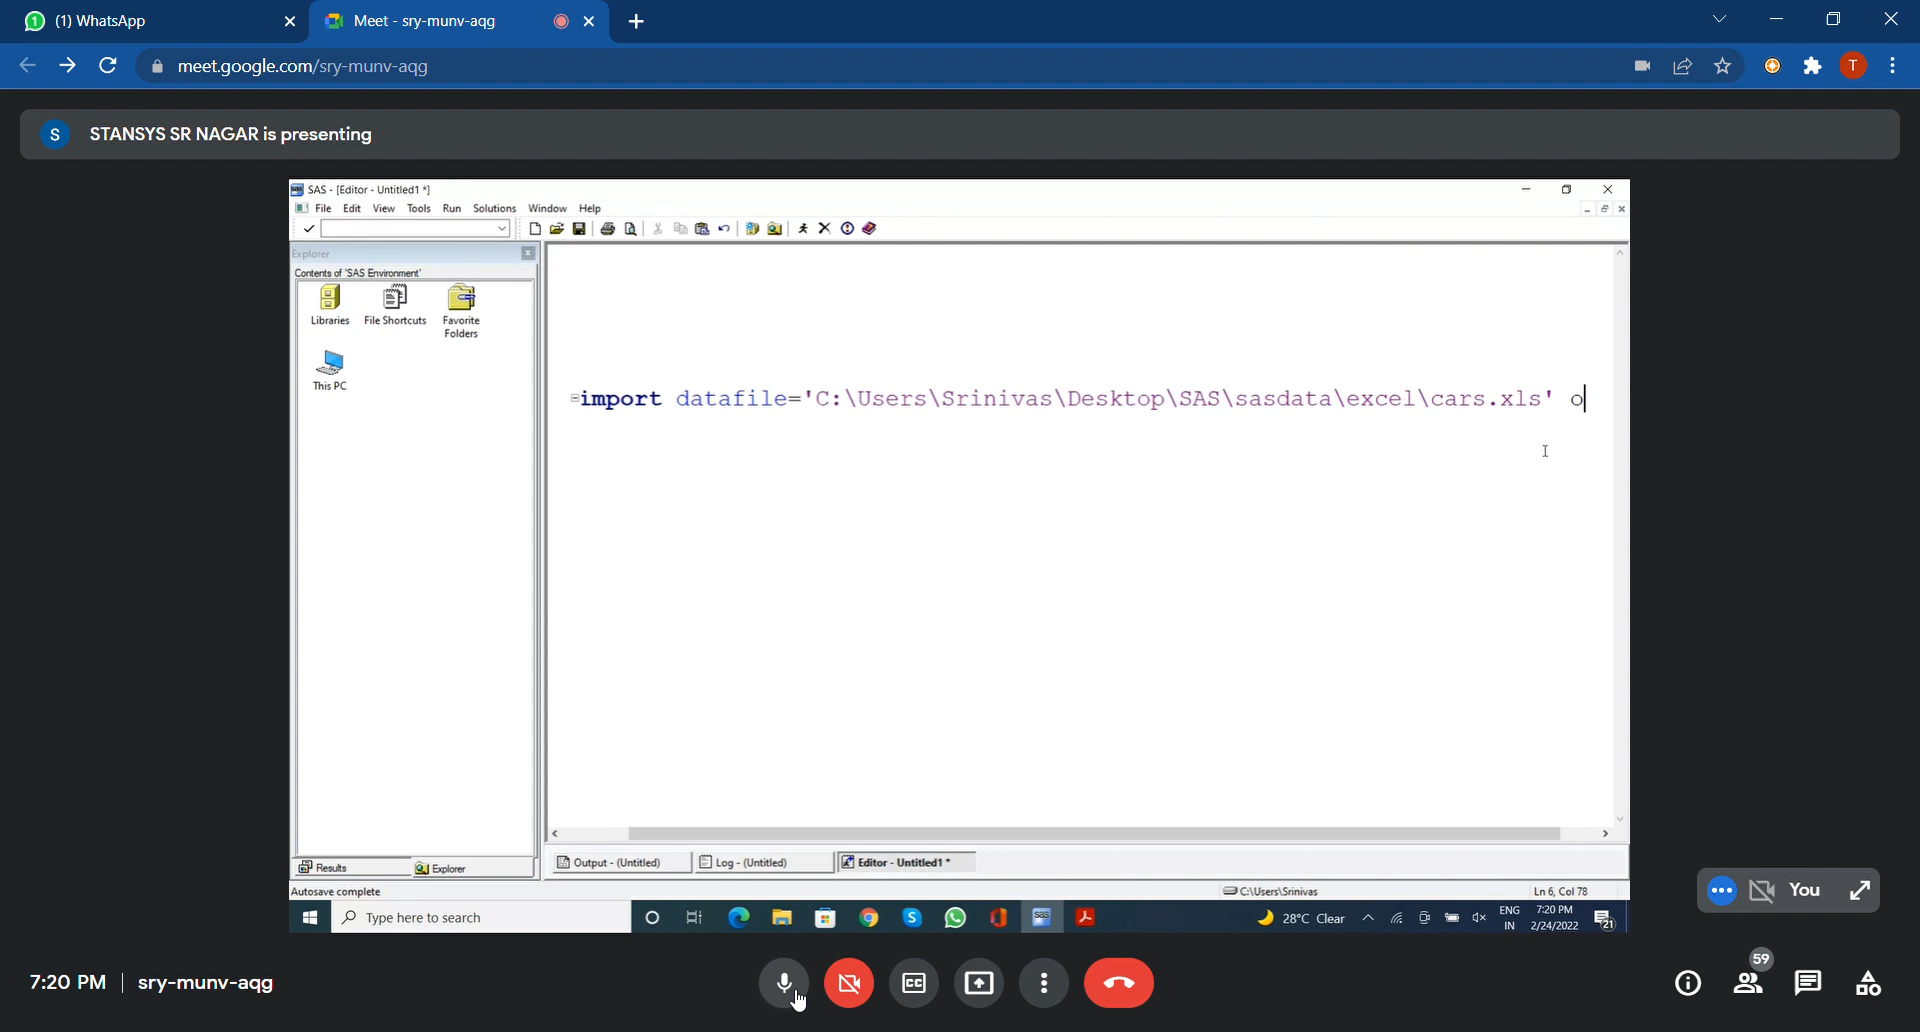 (1) WhatsApp
Meet - sry-munv-aqg
meet.google.com/sry-munv-aqg
T
S
STANSYS SR NAGAR is presenting
SAS - [Editor - Untitled1 *]
File Edit View Tools Run Solutions Window Help
Explorer
Contents of 'SAS Environment'
Libraries
File Shortcuts
Favorite Folders
This PC
import datafile='C:\Users\Srinivas\Desktop\SAS\sasdata\excel\cars.xls' o
Results
Explorer
Output - (Untitled)
Log - (Untitled)
Editor - Untitled1 *
Autosave complete
C:\Users\Srinivas
Ln 6, Col 78
Type here to search
28°C Clear
ENG
IN
7:20 PM
2/24/2022
21
You
7:20 PM
sry-munv-aqg
CC
59